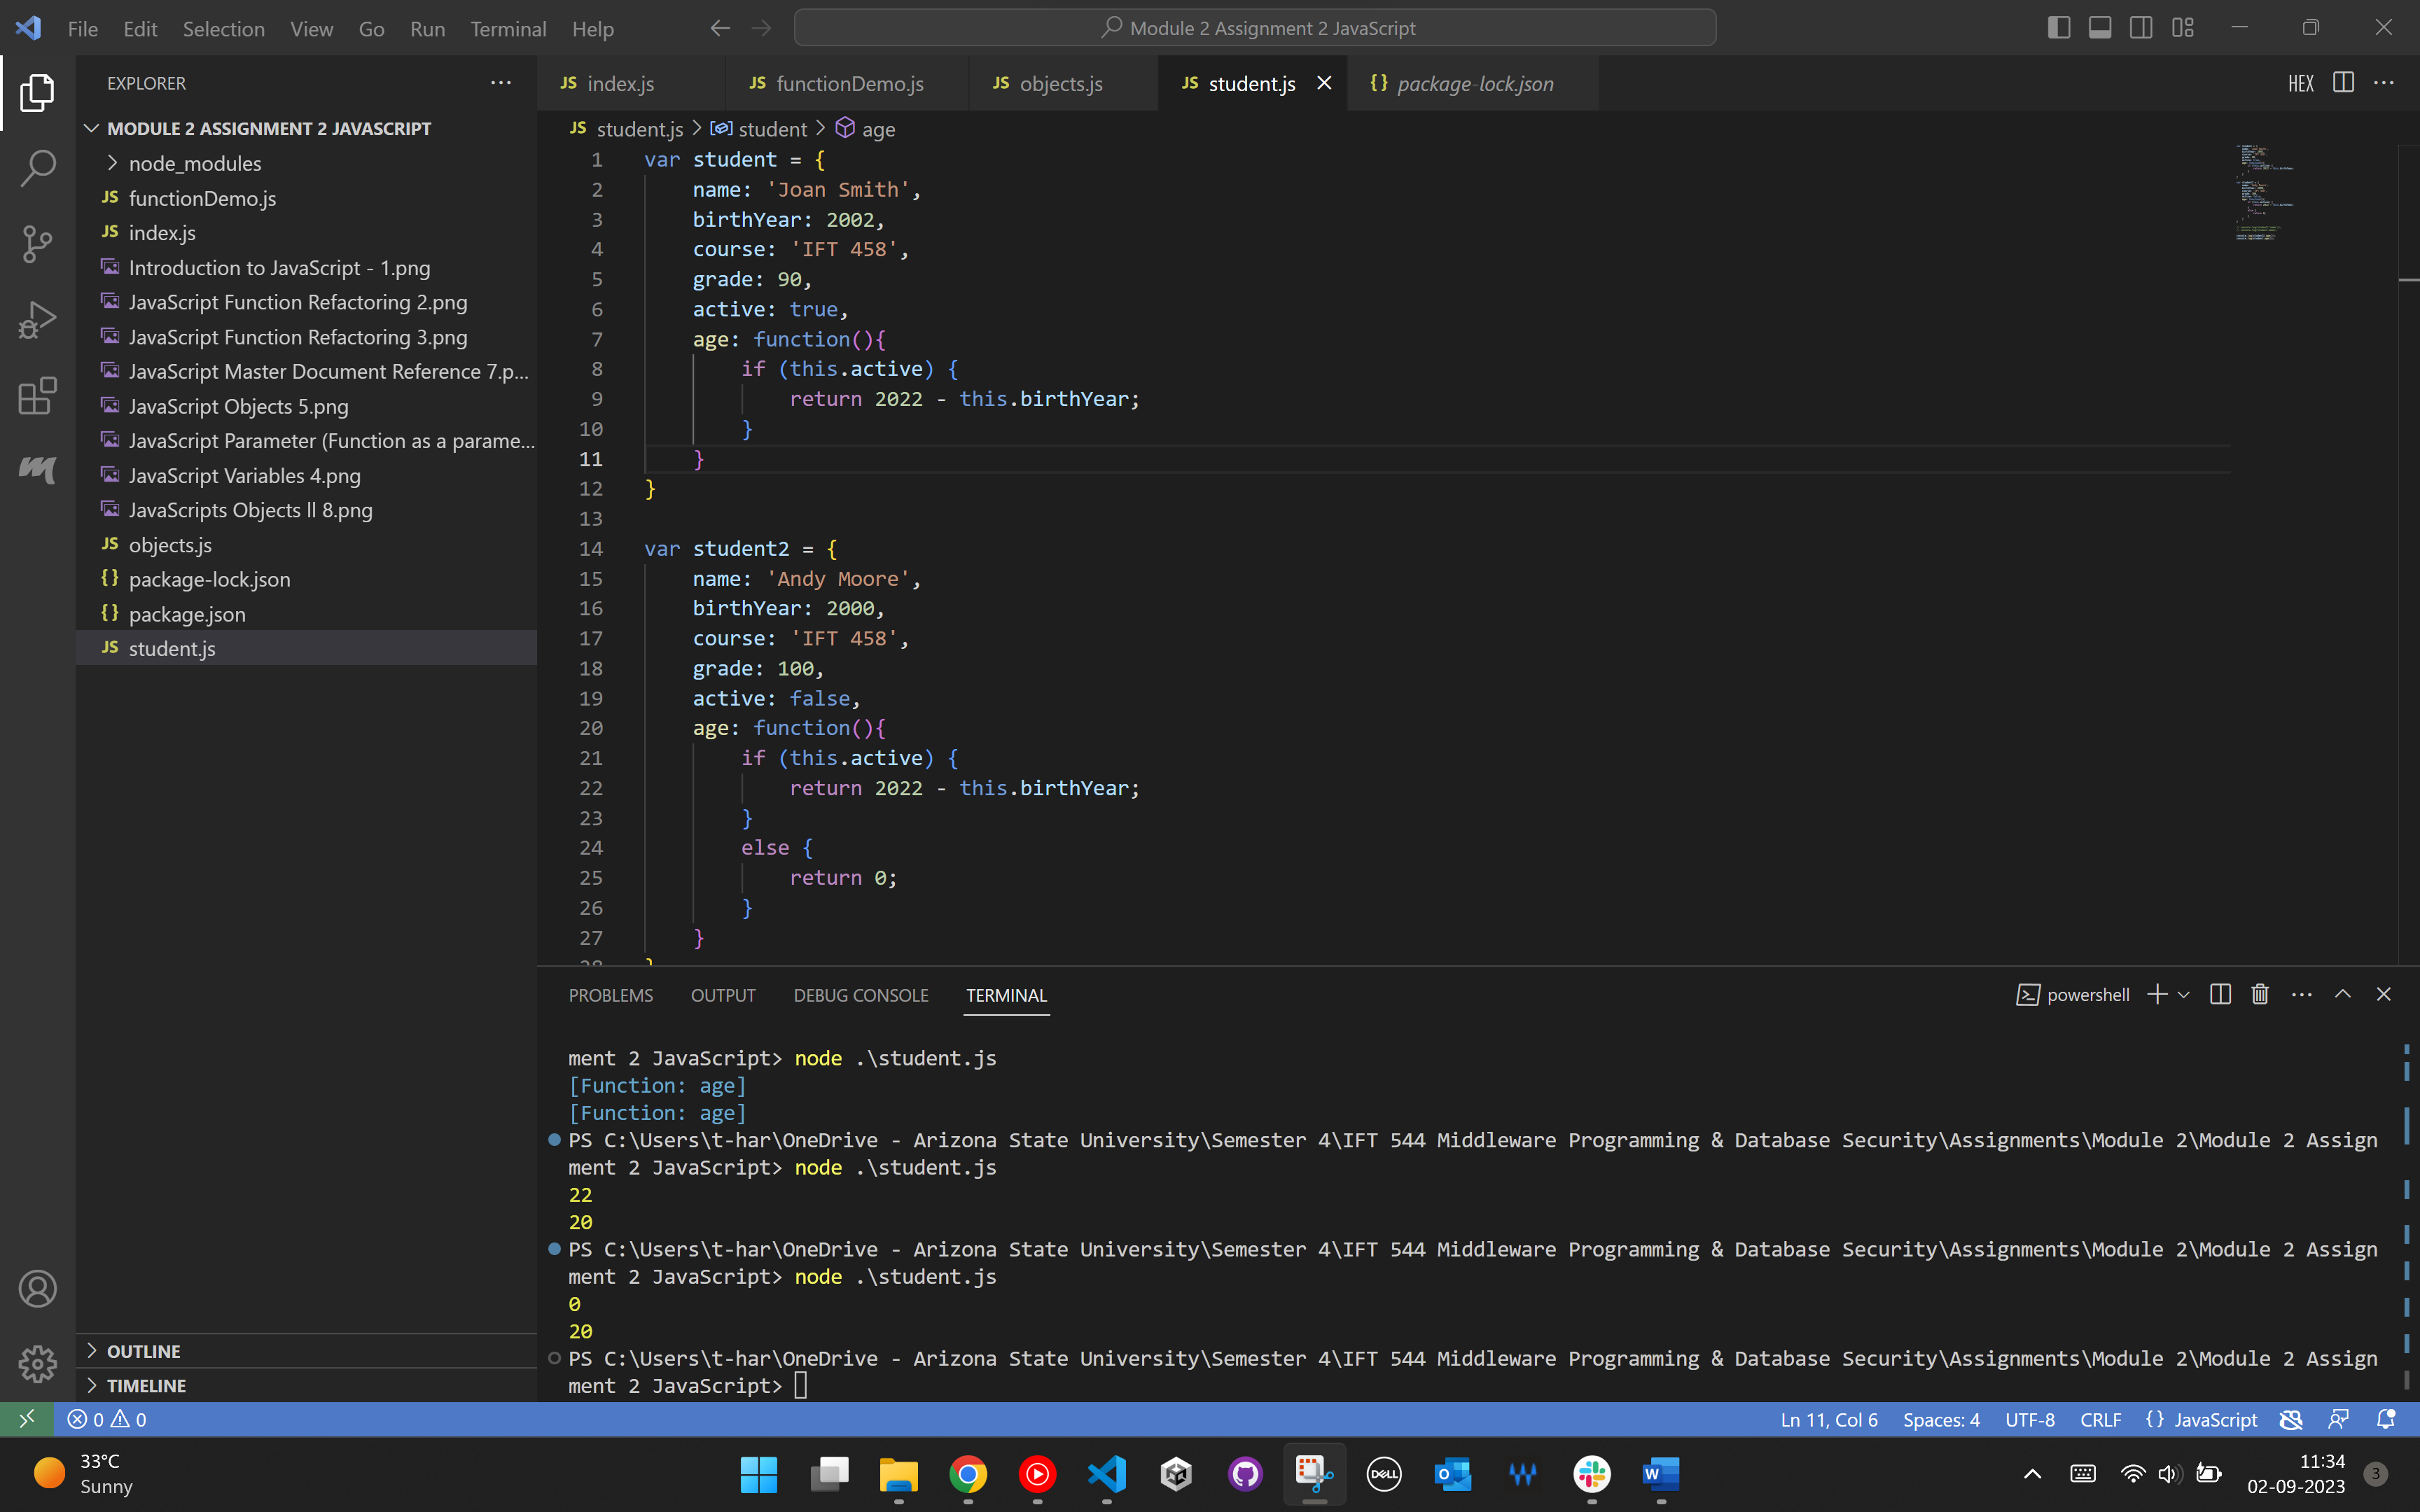 File Edit Selection View Go Run Terminal Help
Module 2 Assignment 2 JavaScript
EXPLORER
MODULE 2 ASSIGNMENT 2 JAVASCRIPT
node_modules
JS functionDemo.js
JS index.js
Introduction to JavaScript - 1.png
JavaScript Function Refactoring 2.png
JavaScript Function Refactoring 3.png
JavaScript Master Document Reference 7.p...
JavaScript Objects 5.png
JavaScript Parameter (Function as a parame...
JavaScript Variables 4.png
JavaScripts Objects ll 8.png
JS objects.js
{} package-lock.json
{} package.json
JS student.js
OUTLINE
TIMELINE
JS index.js JS functionDemo.js JS objects.js JS student.js {} package-lock.json HEX
JS student.js > student > age
1 var student = {
2 name: 'Joan Smith',
3 birthYear: 2002,
4 course: 'IFT 458',
5 grade: 90,
6 active: true,
7 age: function(){
8 if (this.active) {
9 return 2022 - this.birthYear;
10 }
11 }
12 }
13
14 var student2 = {
15 name: 'Andy Moore',
16 birthYear: 2000,
17 course: 'IFT 458',
18 grade: 100,
19 active: false,
20 age: function(){
21 if (this.active) {
22 return 2022 - this.birthYear;
23 }
24 else {
25 return 0;
26 }
27 }
28 }
PROBLEMS OUTPUT DEBUG CONSOLE TERMINAL powershell
ment 2 JavaScript> node .\student.js
[Function: age]
[Function: age]
PS C:\Users\t-har\OneDrive - Arizona State University\Semester 4\IFT 544 Middleware Programming & Database Security\Assignments\Module 2\Module 2 Assign
ment 2 JavaScript> node .\student.js
22
20
PS C:\Users\t-har\OneDrive - Arizona State University\Semester 4\IFT 544 Middleware Programming & Database Security\Assignments\Module 2\Module 2 Assign
ment 2 JavaScript> node .\student.js
0
20
PS C:\Users\t-har\OneDrive - Arizona State University\Semester 4\IFT 544 Middleware Programming & Database Security\Assignments\Module 2\Module 2 Assign
ment 2 JavaScript>
0 0 Ln 11, Col 6 Spaces: 4 UTF-8 CRLF {} JavaScript
33°C
Sunny
DELL
11:34
02-09-2023
3